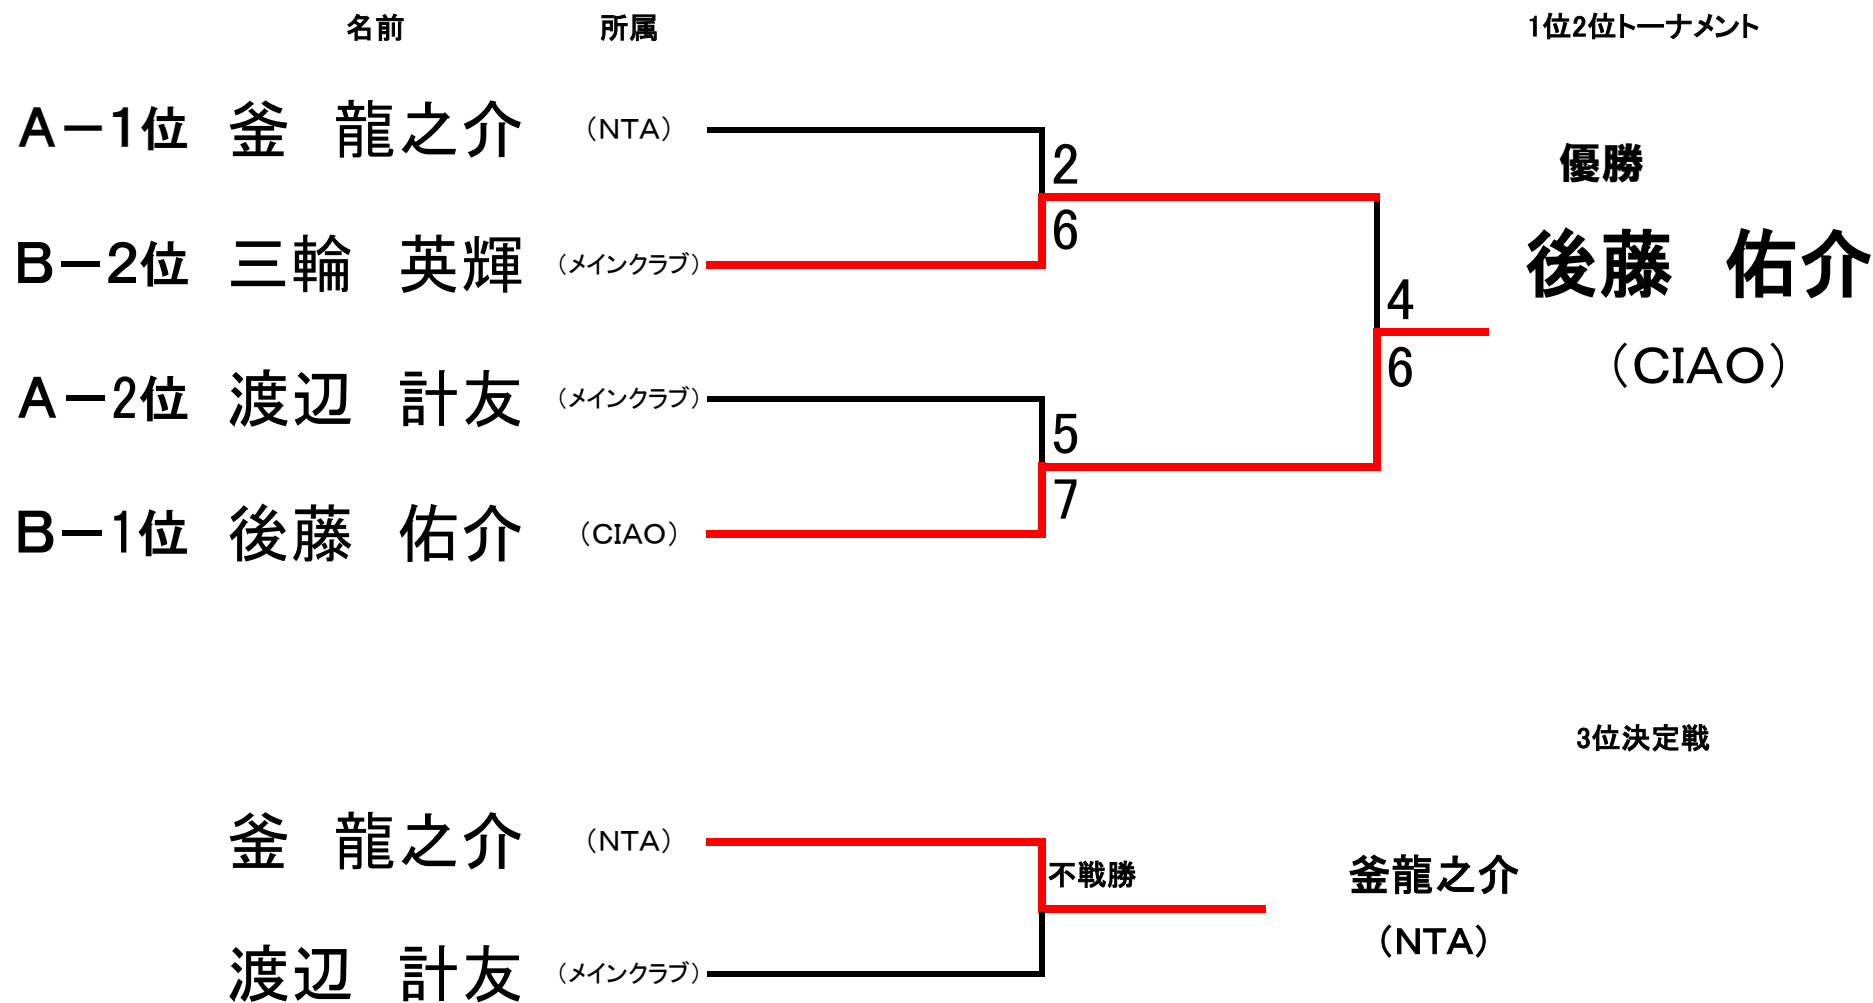 名前 所属 1位2位トーナメント
A－1位 釜 龍之介 （NTA）
2
優勝
6
B－2位 三輪 英輝 （メインクラブ）
後藤 佑介
4
（CIAO）
6
A－2位 渡辺 計友 （メインクラブ）
5
7
B－1位 後藤 佑介 （CIAO）
3位決定戦
釜 龍之介 （NTA）
不戦勝 釜龍之介
（NTA）
渡辺 計友 （メインクラブ）